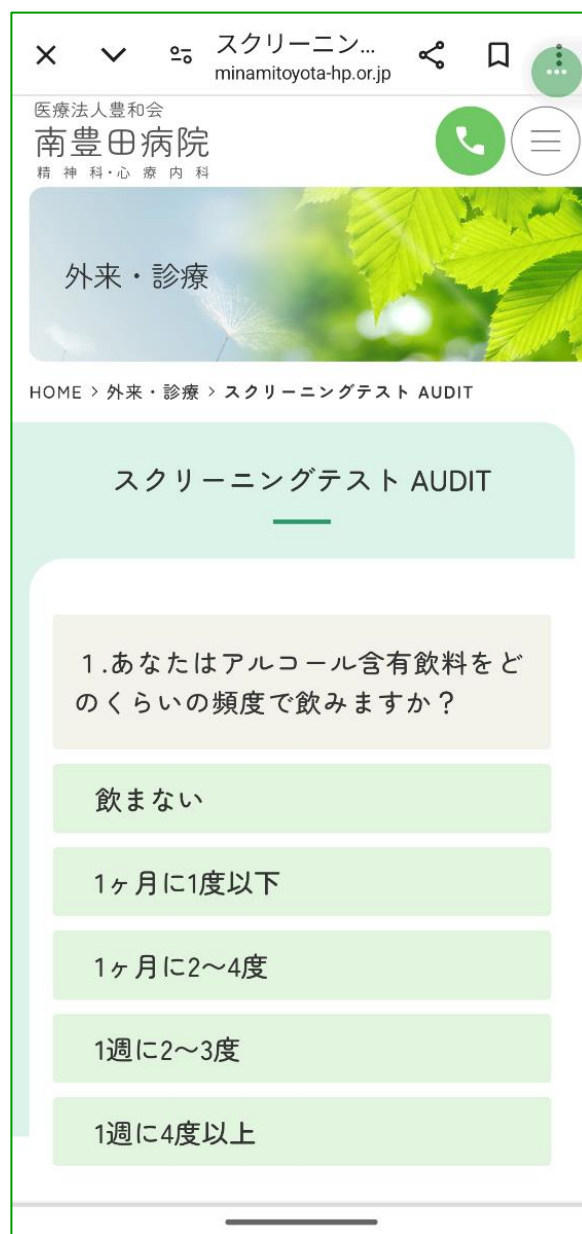 スクリーニン...
minamitoyota-hp.or.jp
医療法人豊和会
南豊田病院
精神科・心療内科
外来・診療
HOME > 外来・診療 > スクリーニングテスト AUDIT
スクリーニングテスト AUDIT
１.あなたはアルコール含有飲料をど
のくらいの頻度で飲みますか？
飲まない
1ヶ月に1度以下
1ヶ月に2〜4度
1週に2〜3度
1週に4度以上